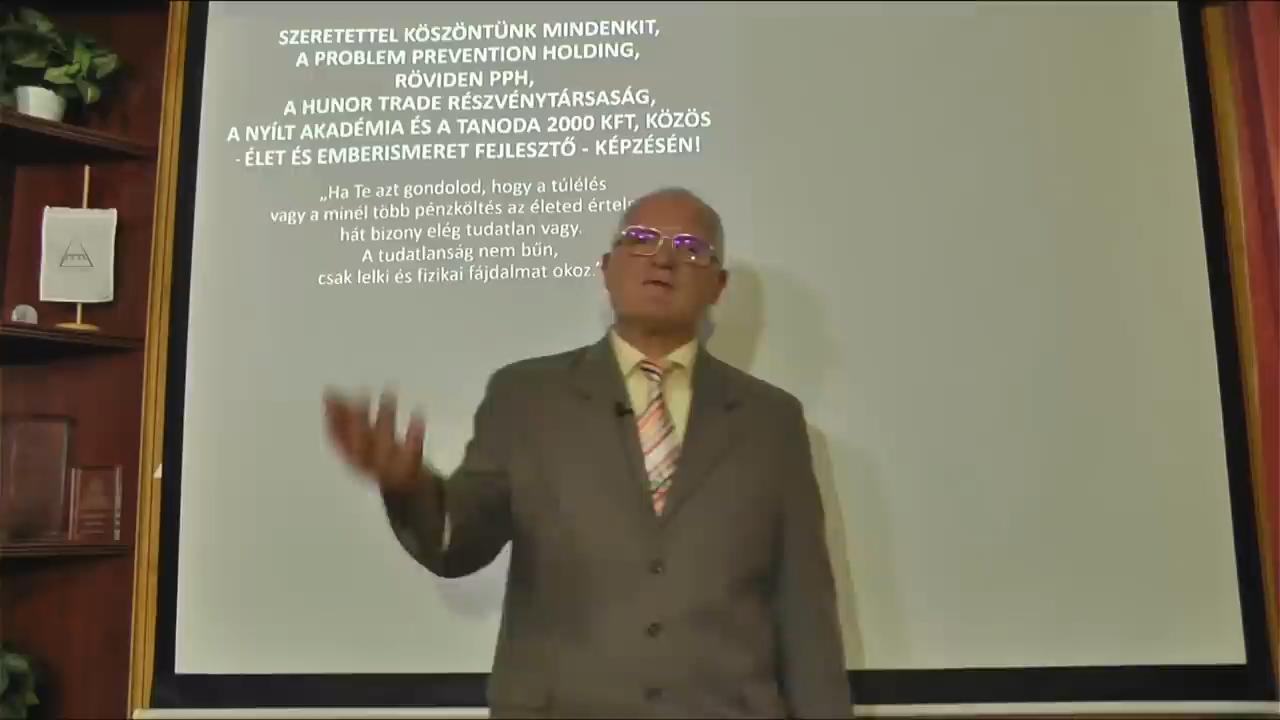 SZERETETTEL KÖSZÖNTÜNK MINDENKIT,
A PROBLEM PREVENTION HOLDING,
RÖVIDEN PPH,
A HUNOR TRADE RÉSZVÉNYTÁRSASÁG,
A NYÍLT AKADÉMIA ÉS A TANODA 2000 KFT, KÖZÖS
- ÉLET ÉS EMBERISMERET FEJLESZTŐ - KÉPZÉSÉN!
„Ha Te azt gondolod, hogy a túlélés
vagy a minél több pénzköltés az életed
hát bizony elég tudatlan vagy.
A tudatlanság nem bűn,
csak lelki és fizikai fájdalmat okoz.”